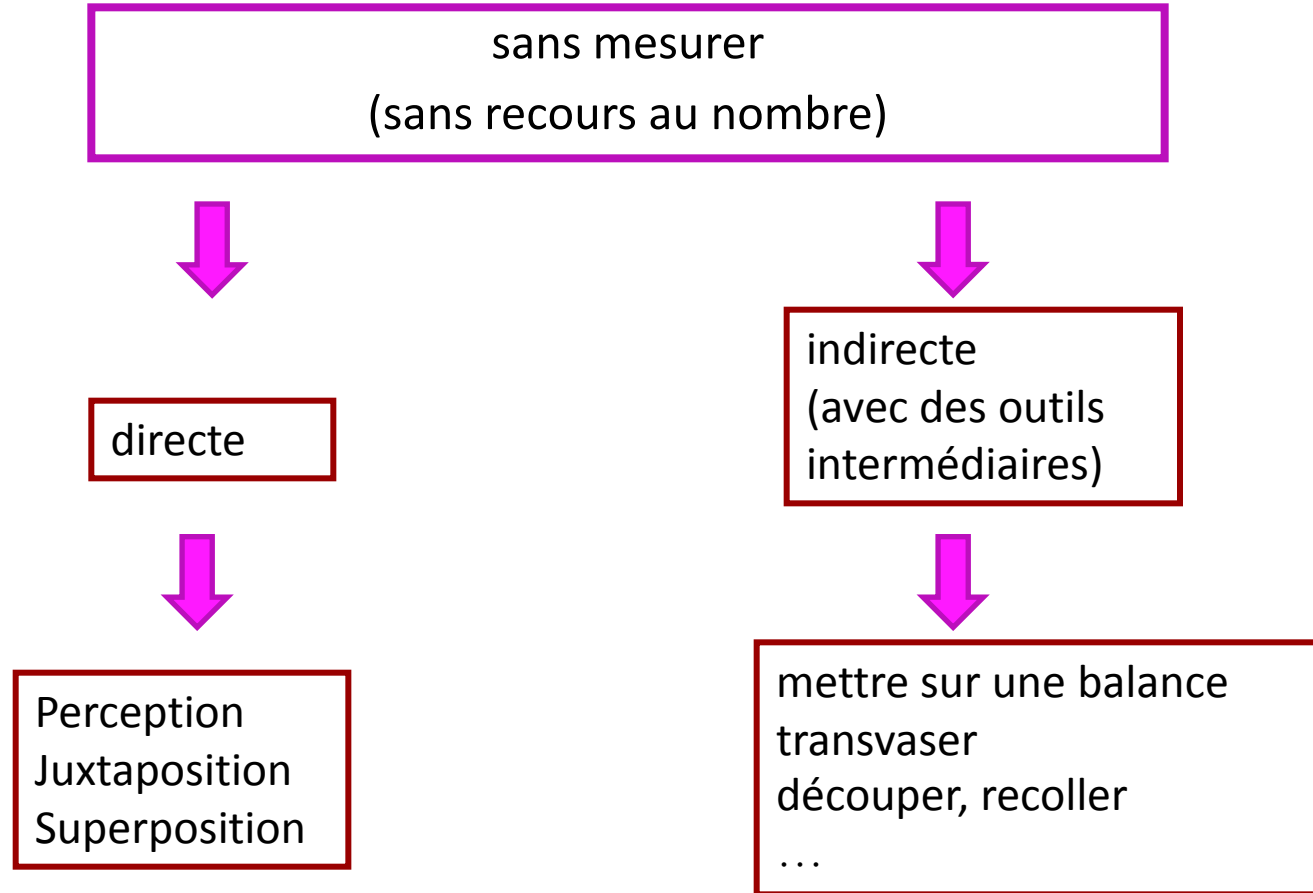 sans mesurer
(sans recours au nombre)
directe
indirecte
(avec des outils
intermédiaires)
Perception
Juxtaposition
Superposition
mettre sur une balance
transvaser
découper, recoller
…